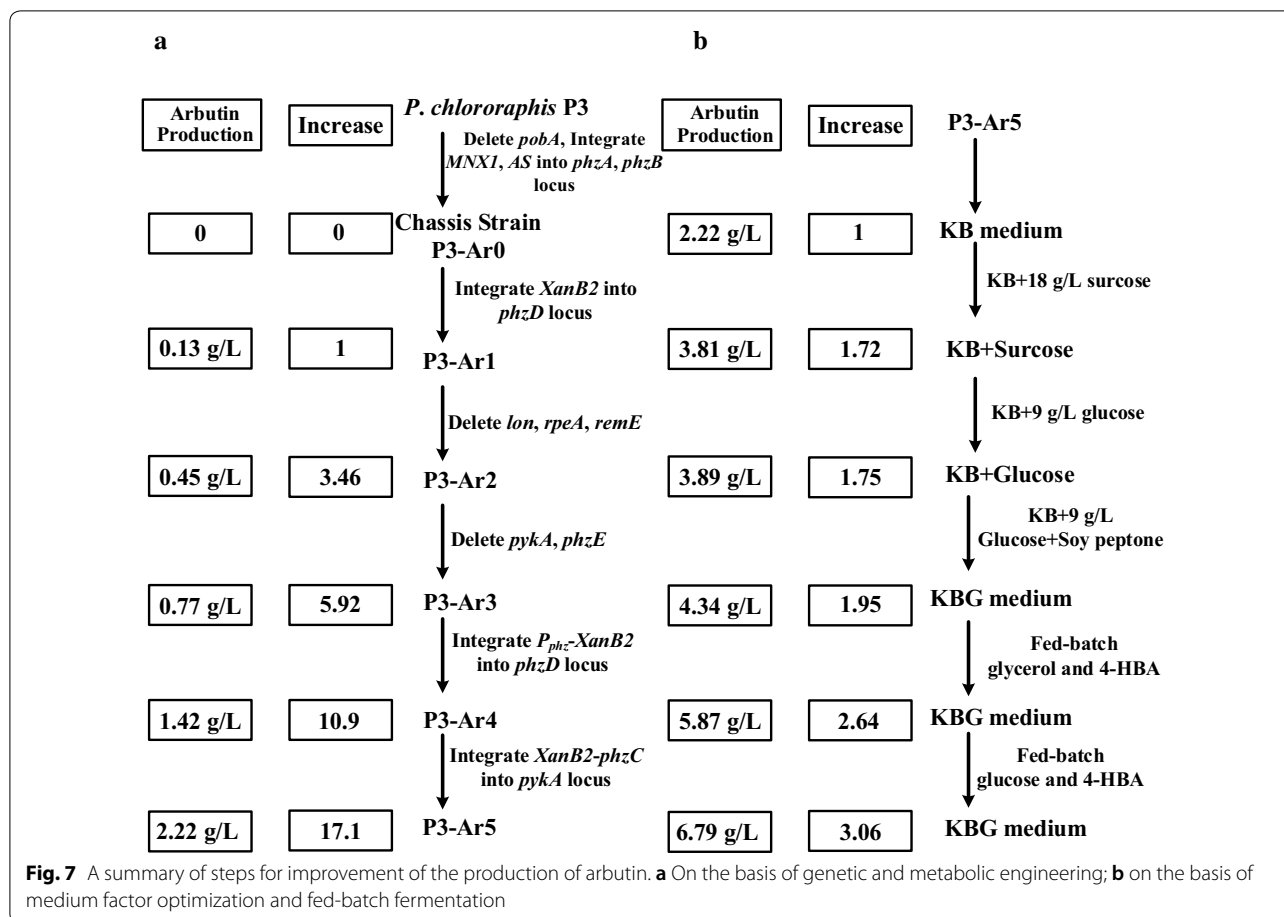 a
Arbutin
Production
Increase
P. chlororaphis P3
Delete pobA, Integrate
MNX1, AS into phzA, phzB
locus
0
0
Chassis Strain
P3-Ar0
Integrate XanB2 into
phzD locus
0.13 g/L
1
P3-Ar1
Delete lon, rpeA, rsmE
0.45 g/L
3.46
P3-Ar2
Delete pykA, phzE
0.77 g/L
5.92
P3-Ar3
Integrate Pphz-XanB2
into phzD locus
1.42 g/L
10.9
P3-Ar4
Integrate XanB2-phzC
into pykA locus
2.22 g/L
17.1
P3-Ar5
b
Arbutin
Production
Increase
P3-Ar5
2.22 g/L
1
KB medium
KB+18 g/L surcose
3.81 g/L
1.72
KB+Surcose
KB+9 g/L glucose
3.89 g/L
1.75
KB+Glucose
KB+9 g/L
Glucose+Soy peptone
4.34 g/L
1.95
KBG medium
Fed-batch
glycerol and 4-HBA
5.87 g/L
2.64
KBG medium
Fed-batch
glucose and 4-HBA
6.79 g/L
3.06
KBG medium
Fig. 7 A summary of steps for improvement of the production of arbutin. a On the basis of genetic and metabolic engineering; b on the basis of
medium factor optimization and fed-batch fermentation